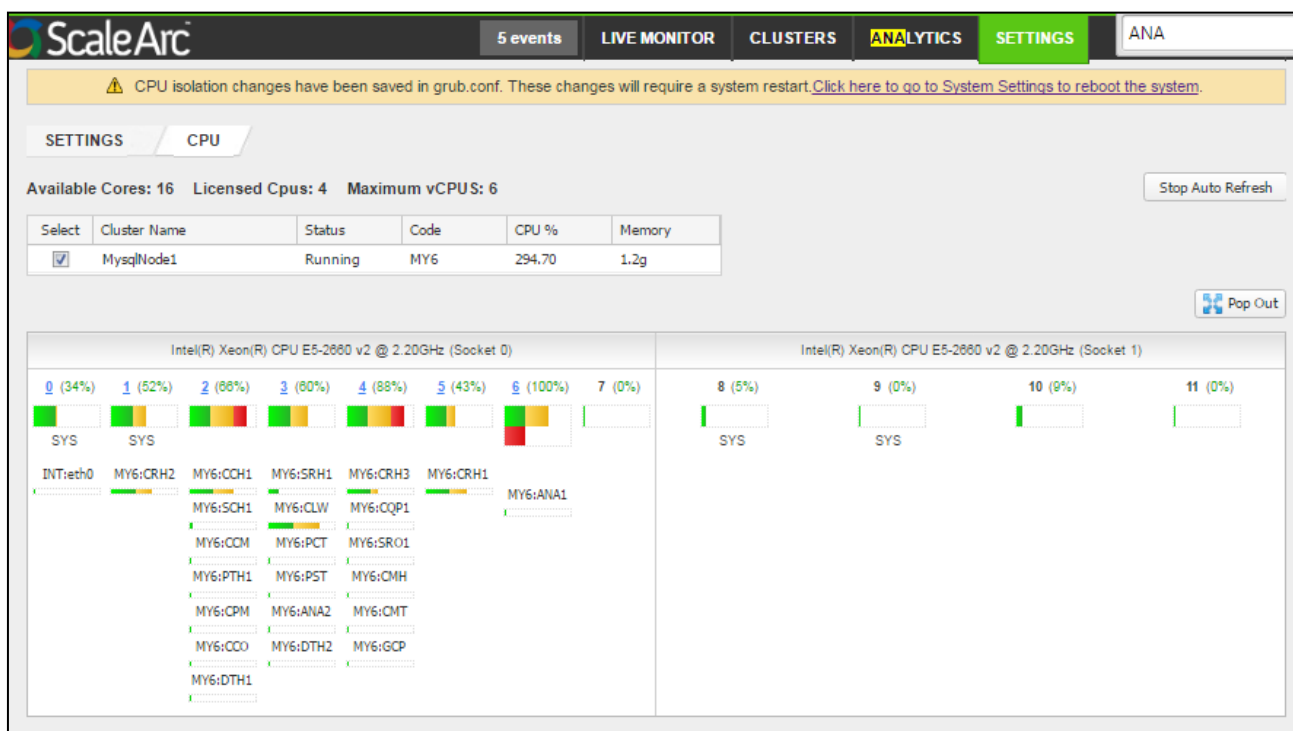 ScaleArc 5 events LIVE MONITOR CLUSTERS ANALYTICS SETTINGS ANA
CPU isolation changes have been saved in grub.conf. These changes will require a system restart.Click here to go to System Settings to reboot the system.
SETTINGS CPU
Available Cores: 16 Licensed Cpus: 4 Maximum vCPUS: 6 Stop Auto Refresh
Select Cluster Name Status Code CPU % Memory
MysqlNode1 Running MY6 294.70 1.2g
Pop Out
Intel(R) Xeon(R) CPU E5-2660 v2 @ 2.20GHz (Socket 0) Intel(R) Xeon(R) CPU E5-2660 v2 @ 2.20GHz (Socket 1)
0 (34%) 1 (52%) 2 (66%) 3 (60%) 4 (88%) 5 (43%) 6 (100%) 7 (0%) 8 (5%) 9 (0%) 10 (9%) 11 (0%)
SYS SYS SYS SYS
INT:eth0 MY6:CRH2 MY6:CCH1 MY6:SRH1 MY6:CRH3 MY6:CRH1
MY6:ANA1
MY6:SCH1 MY6:CLW MY6:CQP1
MY6:CCM MY6:PCT MY6:SRO1
MY6:PTH1 MY6:PST MY6:CMH
MY6:CPM MY6:ANA2 MY6:CMT
MY6:CCO MY6:DTH2 MY6:GCP
MY6:DTH1